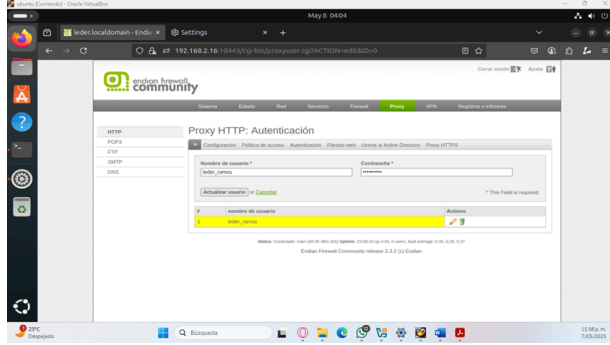 ubuntu [Corriendo] - Oracle VirtualBox
May 8 04:04
leder.localdomain - Endian
Settings
192.168.2.16:10443/cgi-bin/proxyuser.cgi?ACTION=edit&ID=0
Cerrar sesión
Ayuda
endian firewall
community
Sistema
Estado
Red
Servicios
Firewall
Proxy
VPN
Registros e informes
HTTP
POP3
FTP
SMTP
DNS
Proxy HTTP: Autenticación
Configuración
Política de acceso
Autenticación
Filtrado web
Unirse al Active Directory
Proxy HTTPS
Nombre de usuario *
Contraseña *
leder_ramos
Actualizar usuario or Cancelar
* This Field is required.
# nombre de usuario Actions
1 leder_ramos
Endian Firewall Community release 3.3.2 (c) Endian
23°C
Despejado
Búsqueda
11:58 p.m.
7/05/2025